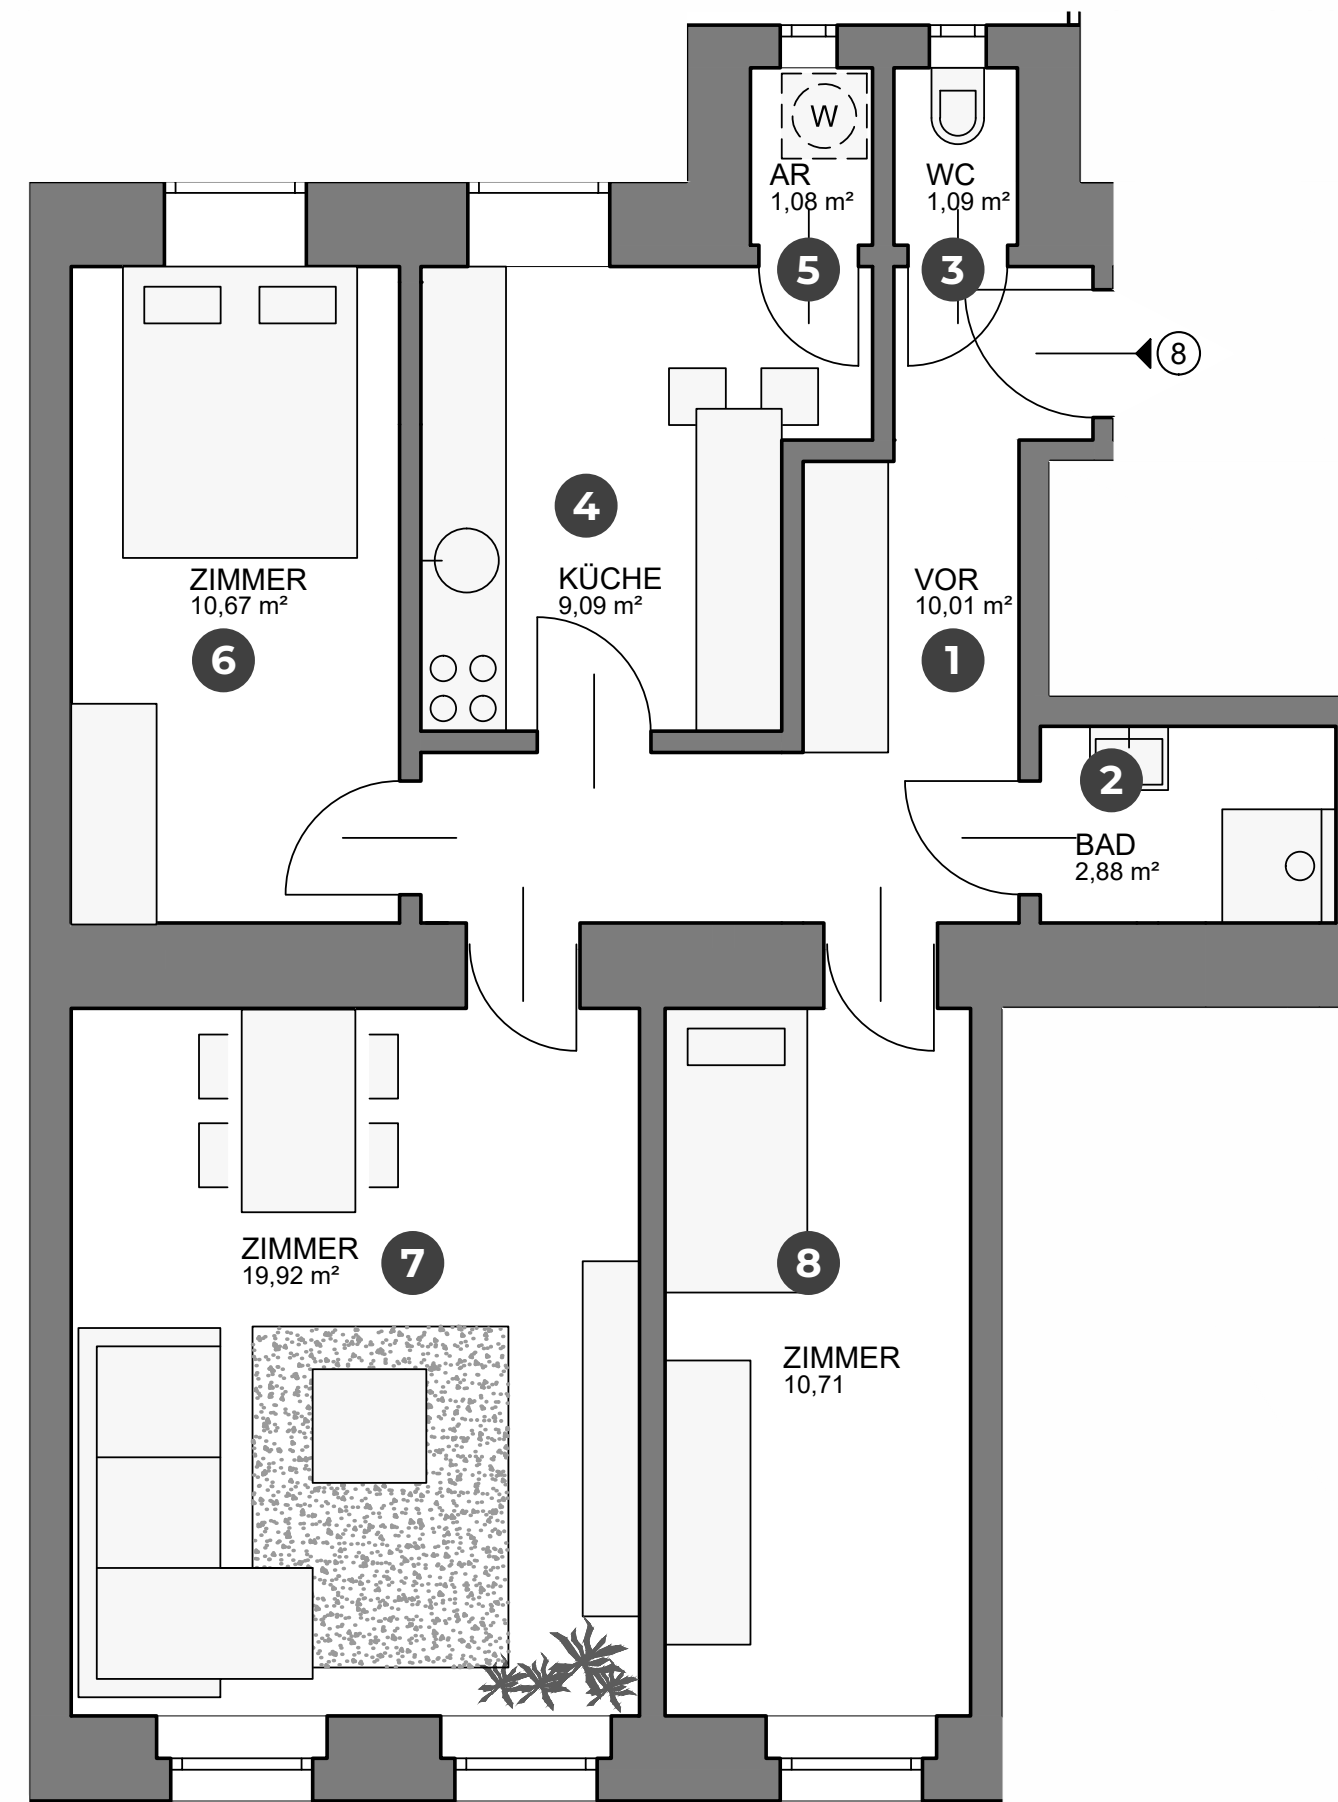 W
AR
1,08 m²
5
WC
1,09 m²
3
8
4
KÜCHE
9,09 m²
ZIMMER
10,67 m²
6
VOR
10,01 m²
1
2
BAD
2,88 m²
ZIMMER
19,92 m²
7
8
ZIMMER
10,71